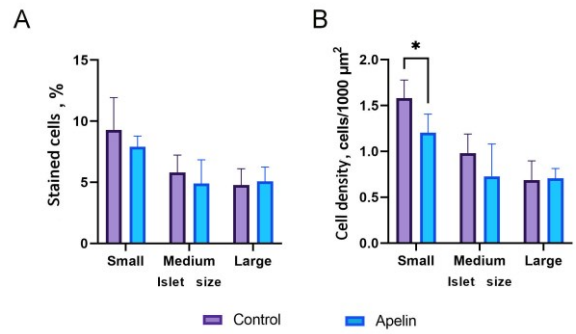 A
Stained cells , %
15
10
5
0
Small Medium Large
Islet size
B
Cell density, cells/1000 µm²
2.0
1.5
1.0
0.5
0.0
*
Small Medium Large
Islet size
Control Apelin